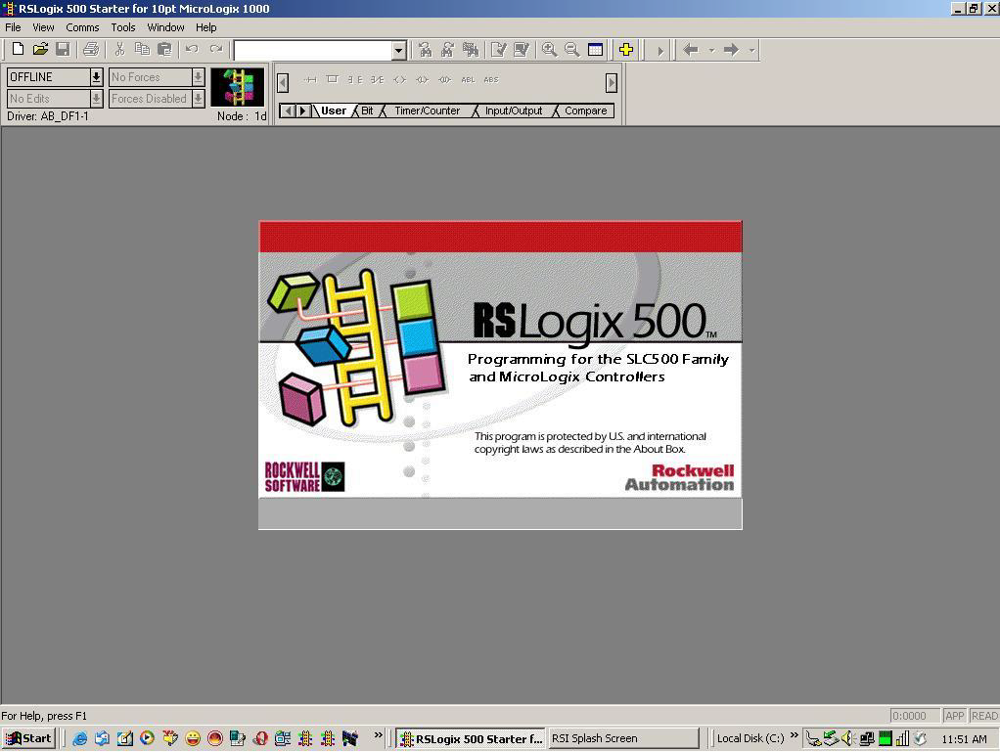 RSLogix 500 Starter for 10pt MicroLogix 1000
File View Comms Tools Window Help
OFFLINE No Forces
No Edits Forces Disabled
Driver: AB_DF1-1 Node : 1d
ABL ABS
User Bit Timer/Counter Input/Output Compare
RSLogix 500™
Programming for the SLC500 Family
and MicroLogix Controllers
This program is protected by U.S. and international
copyright laws as described in the About Box.
ROCKWELL
SOFTWARE
Rockwell
Automation
For Help, press F1 0:0000 APP READ
Start » RSLogix 500 Starter f... RSI Splash Screen Local Disk (C:) » 11:51 AM